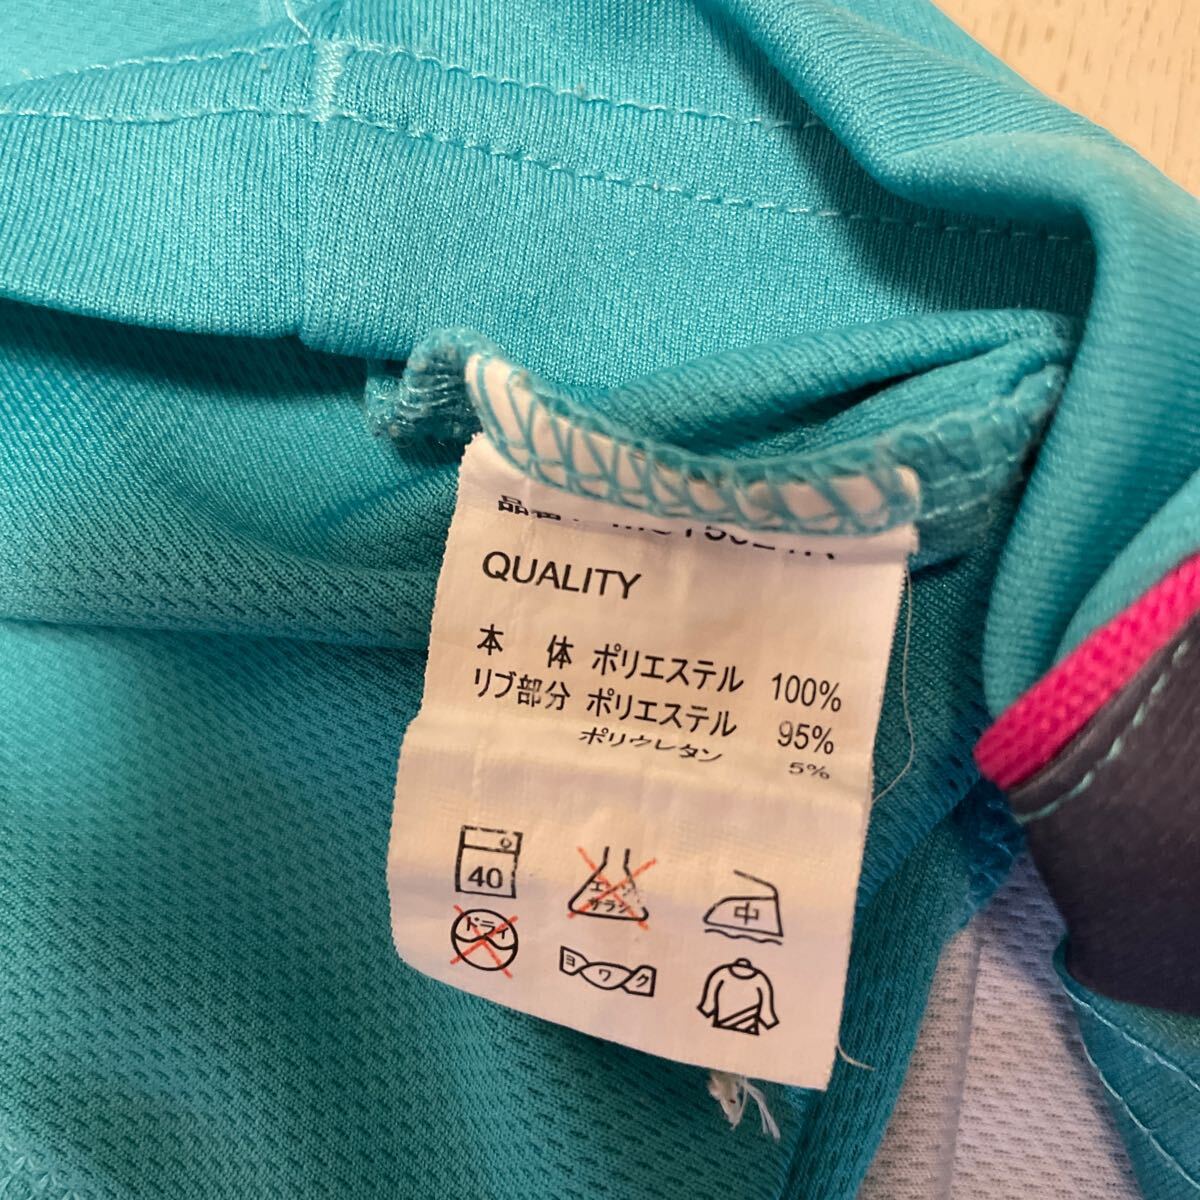 QUALITY
本 体 ポリエステル 100%
リブ部分 ポリエステル 95%
ポリウレタン 5%
40
中
ドライ
ヨワク